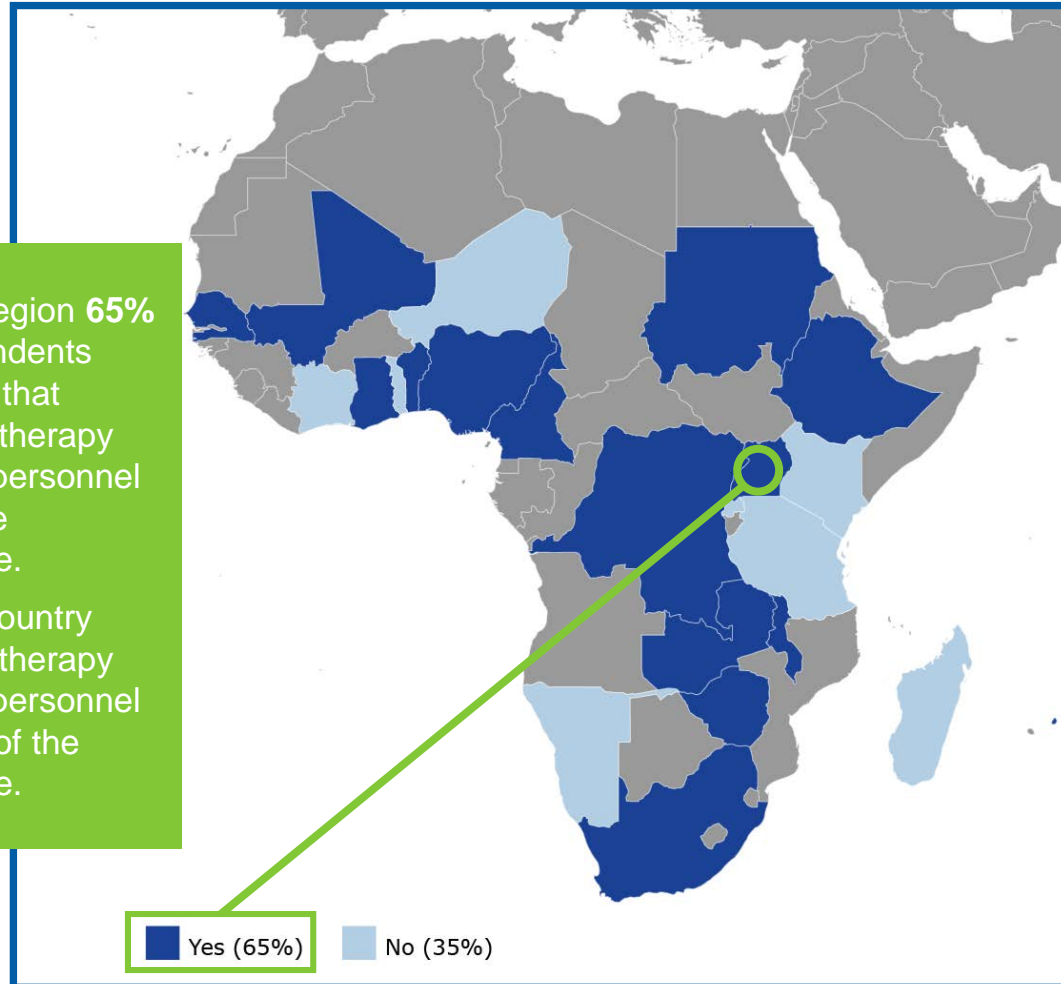 egion 65%
ndents
that
therapy
personnel
e
e.
ountry
therapy
personnel
of the
e.
Yes (65%)
No (35%)